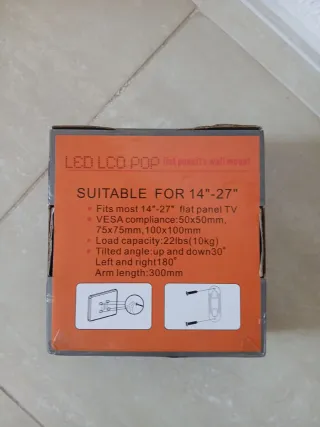 LED LCD PDP flat panel tv wall mount
SUITABLE FOR 14"-27"
• Fits most 14"-27" flat panel TV
• VESA compliance:50x50mm,
75x75mm,100x100mm
• Load capacity:22lbs(10kg)
• Tilted angle:up and down30°
Left and right180°
Arm length:300mm